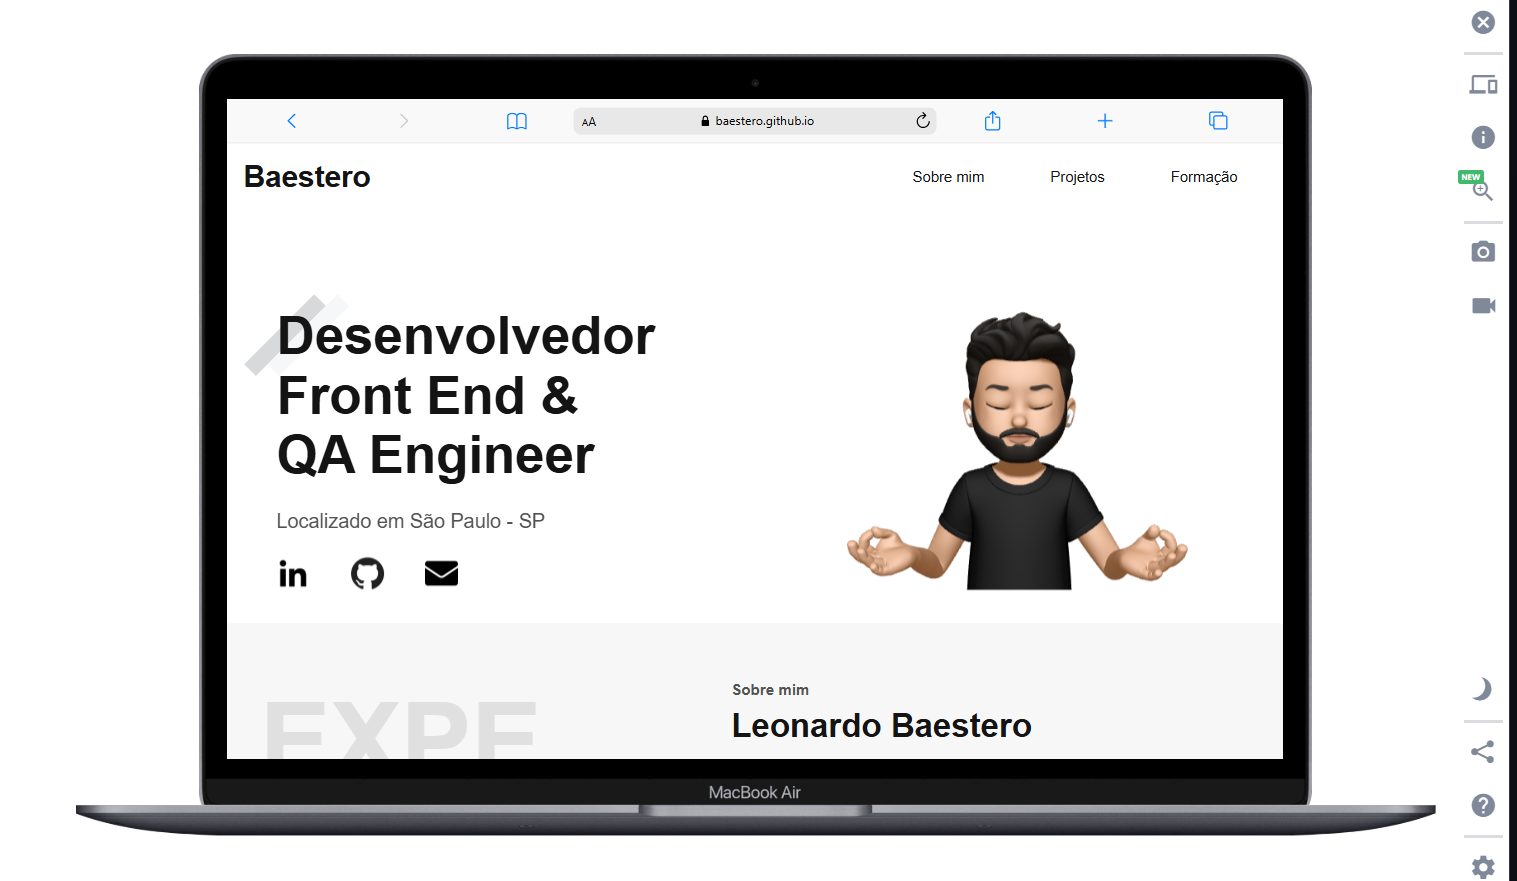 AA
baestero.github.io
Baestero
Sobre mim
Projetos
Formação
NEW
Desenvolvedor
Front End &
QA Engineer
Localizado em São Paulo - SP
in
Sobre mim
EXPE
Leonardo Baestero
MacBook Air